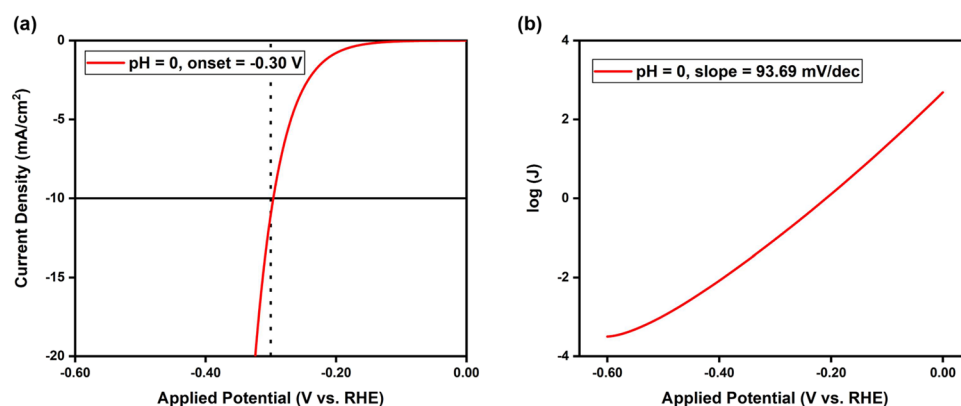 (a)
pH = 0, onset = -0.30 V
0
-5
-10
-15
-20
Current Density (mA/cm²)
-0.60
-0.40
-0.20
0.00
Applied Potential (V vs. RHE)
(b)
pH = 0, slope = 93.69 mV/dec
4
2
0
-2
-4
log (J)
-0.60
-0.40
-0.20
-0.00
Applied Potential (V vs. RHE)